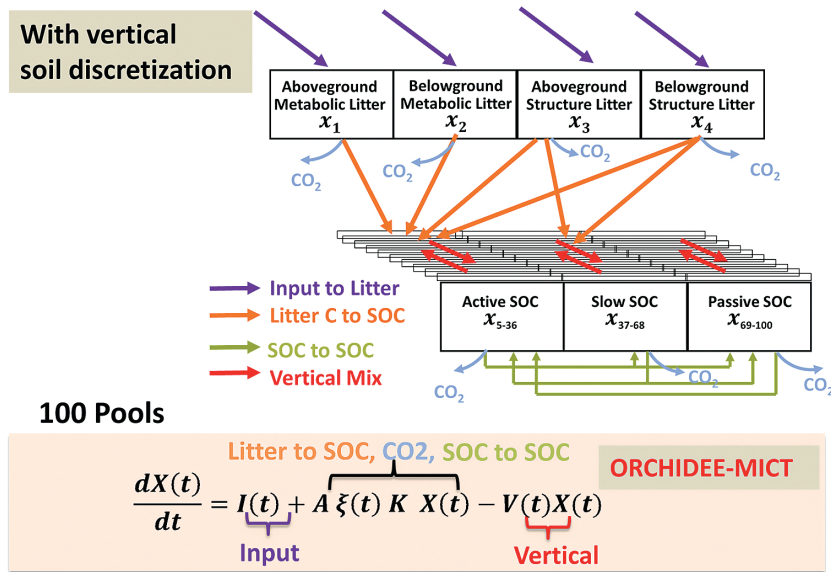 With vertical
soil discretization
Aboveground
Metabolic Litter
x1
Belowground
Metabolic Litter
x2
Aboveground
Structure Litter
x3
Belowground
Structure Litter
x4
CO2
CO2
CO2
CO2
Input to Litter
Litter C to SOC
SOC to SOC
Vertical Mix
Active SOC
x5-36
Slow SOC
x37-68
Passive SOC
x69-100
CO2
CO2
CO2
100 Pools
Litter to SOC, CO2, SOC to SOC
ORCHIDEE-MICT
dX(t)/dt = I(t) + A ξ(t) K X(t) − V(t)X(t)
Input
Vertical